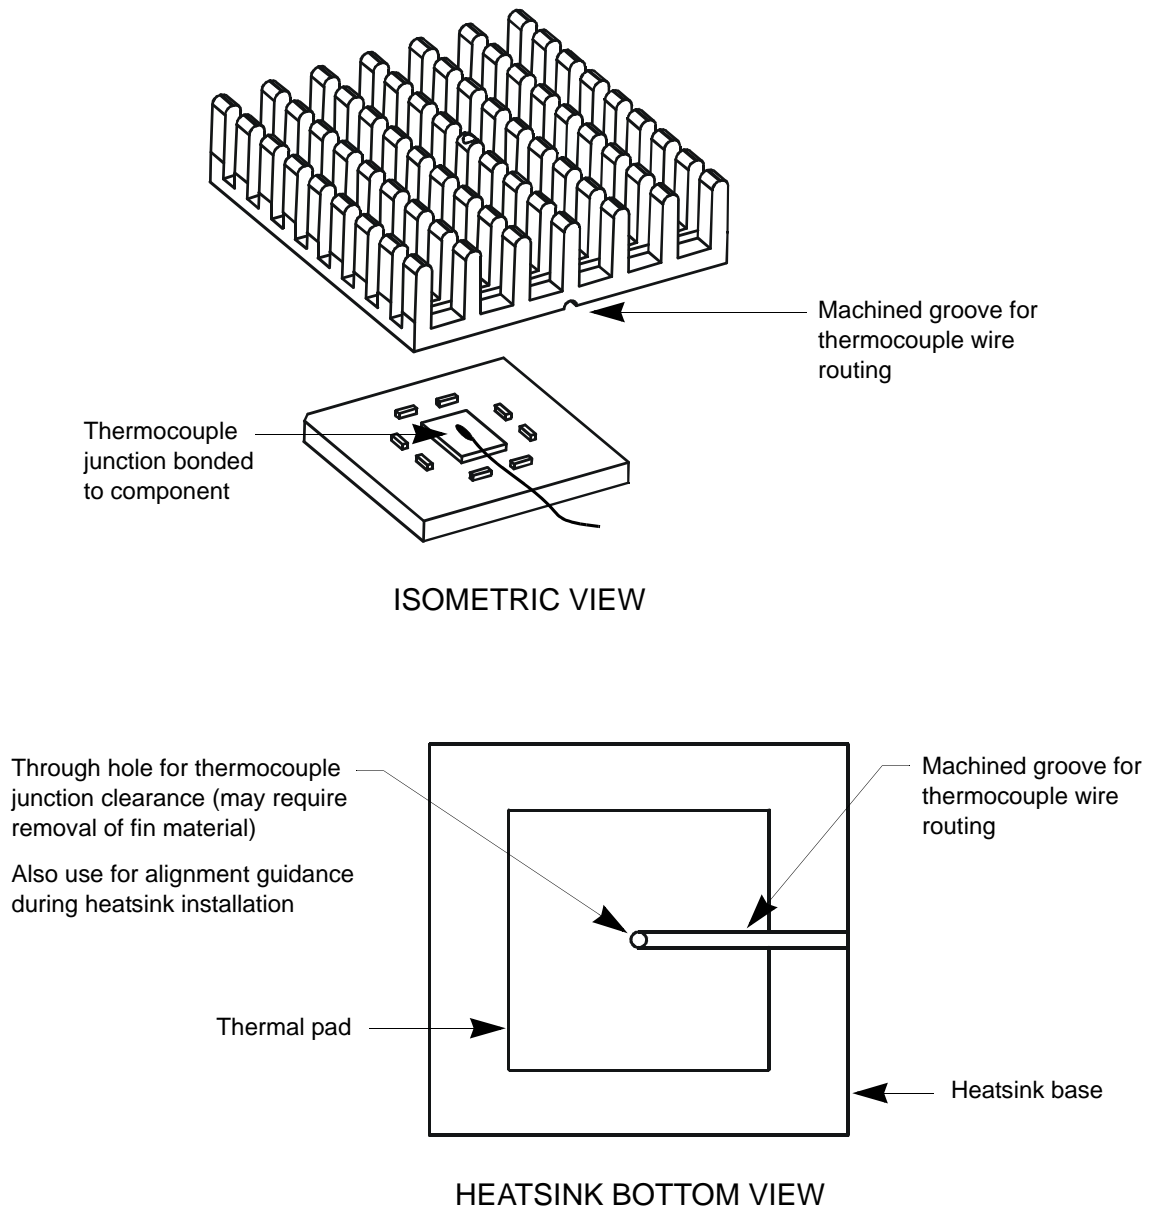 Machined groove for
thermocouple wire
routing
Thermocouple
junction bonded
to component
ISOMETRIC VIEW
Through hole for thermocouple
junction clearance (may require
removal of fin material)
Also use for alignment guidance
during heatsink installation
Machined groove for
thermocouple wire
routing
Thermal pad
Heatsink base
HEATSINK BOTTOM VIEW